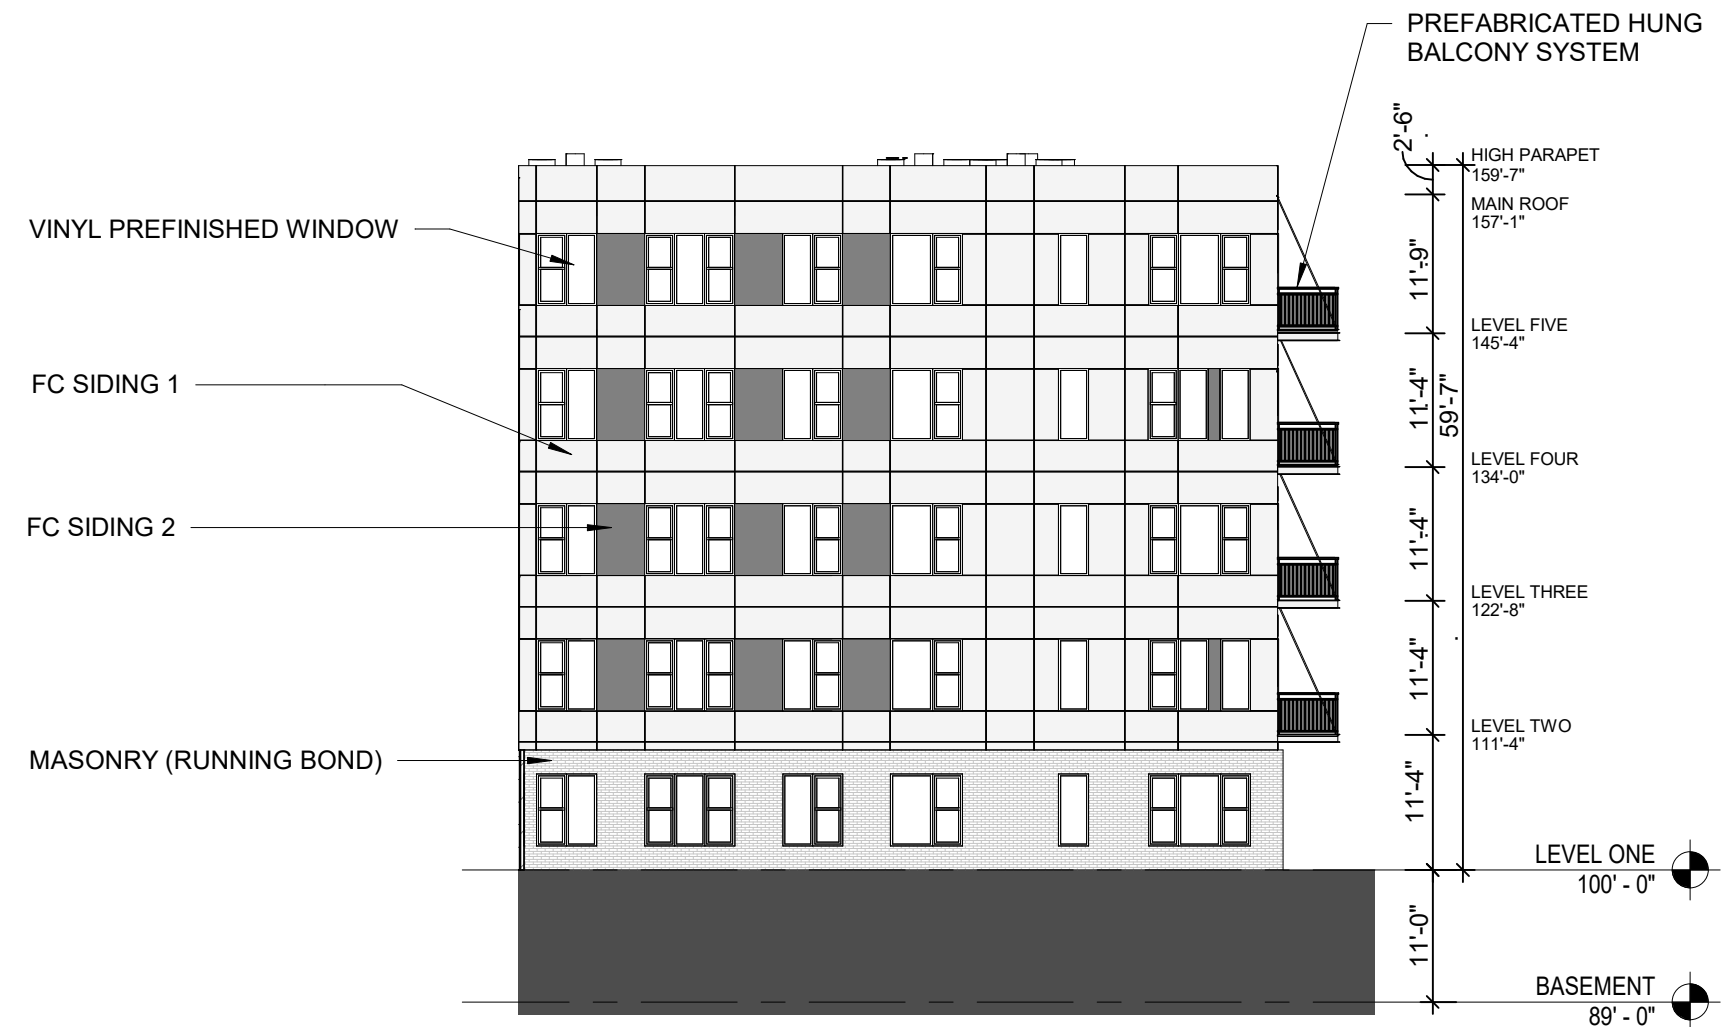 PREFABRICATED HUNG
BALCONY SYSTEM
2'-6"
HIGH PARAPET
159'-7"
MAIN ROOF
157'-1"
VINYL PREFINISHED WINDOW
11'-9"
LEVEL FIVE
145'-4"
FC SIDING 1
11'-4"
59'-7"
LEVEL FOUR
134'-0"
FC SIDING 2
11'-4"
LEVEL THREE
122'-8"
11'-4"
LEVEL TWO
111'-4"
MASONRY (RUNNING BOND)
11'-4"
LEVEL ONE
100' - 0"
11'-0"
BASEMENT
89' - 0"